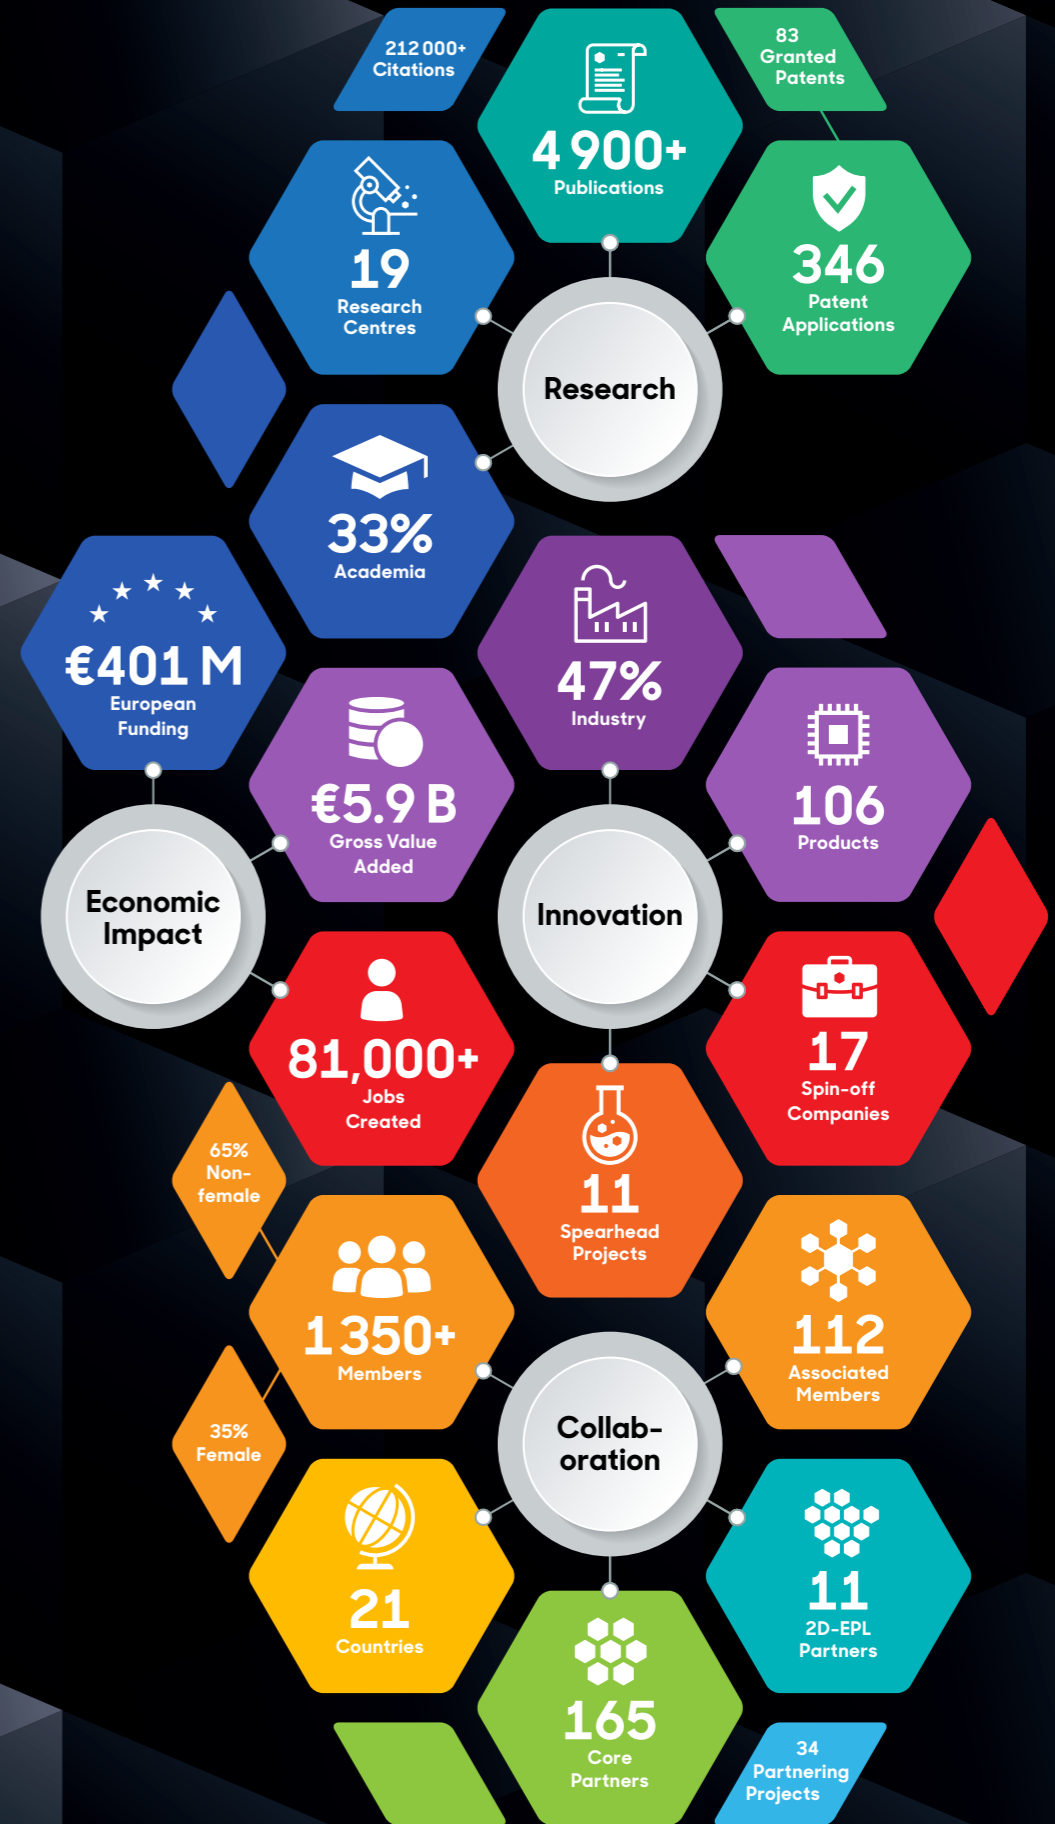 212 000+
Citations
4 900+
Publications
83
Granted
Patents
19
Research
Centres
346
Patent
Applications
Research
33%
Academia
€401 M
European
Funding
47%
Industry
€5.9 B
Gross Value
Added
106
Products
Economic
Impact
Innovation
81,000+
Jobs
Created
17
Spin-off
Companies
65%
Non-
female
11
Spearhead
Projects
1 350+
Members
112
Associated
Members
35%
Female
Collab-
oration
21
Countries
11
2D-EPL
Partners
165
Core
Partners
34
Partnering
Projects